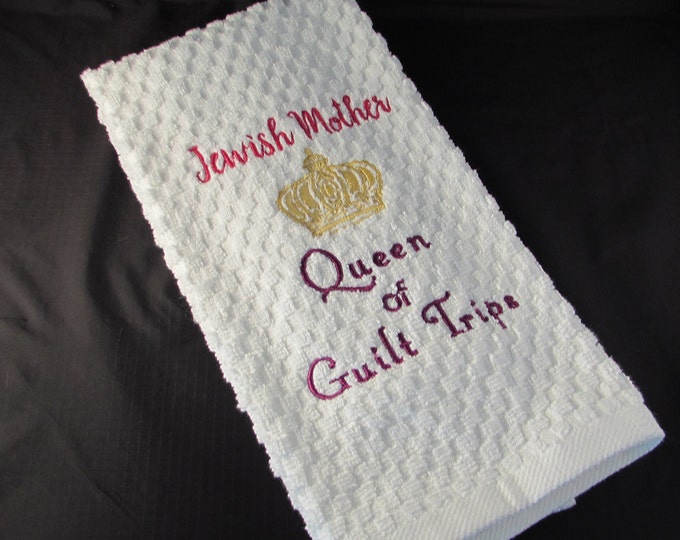 Jewish Mother
Queen
of
Guilt Trips